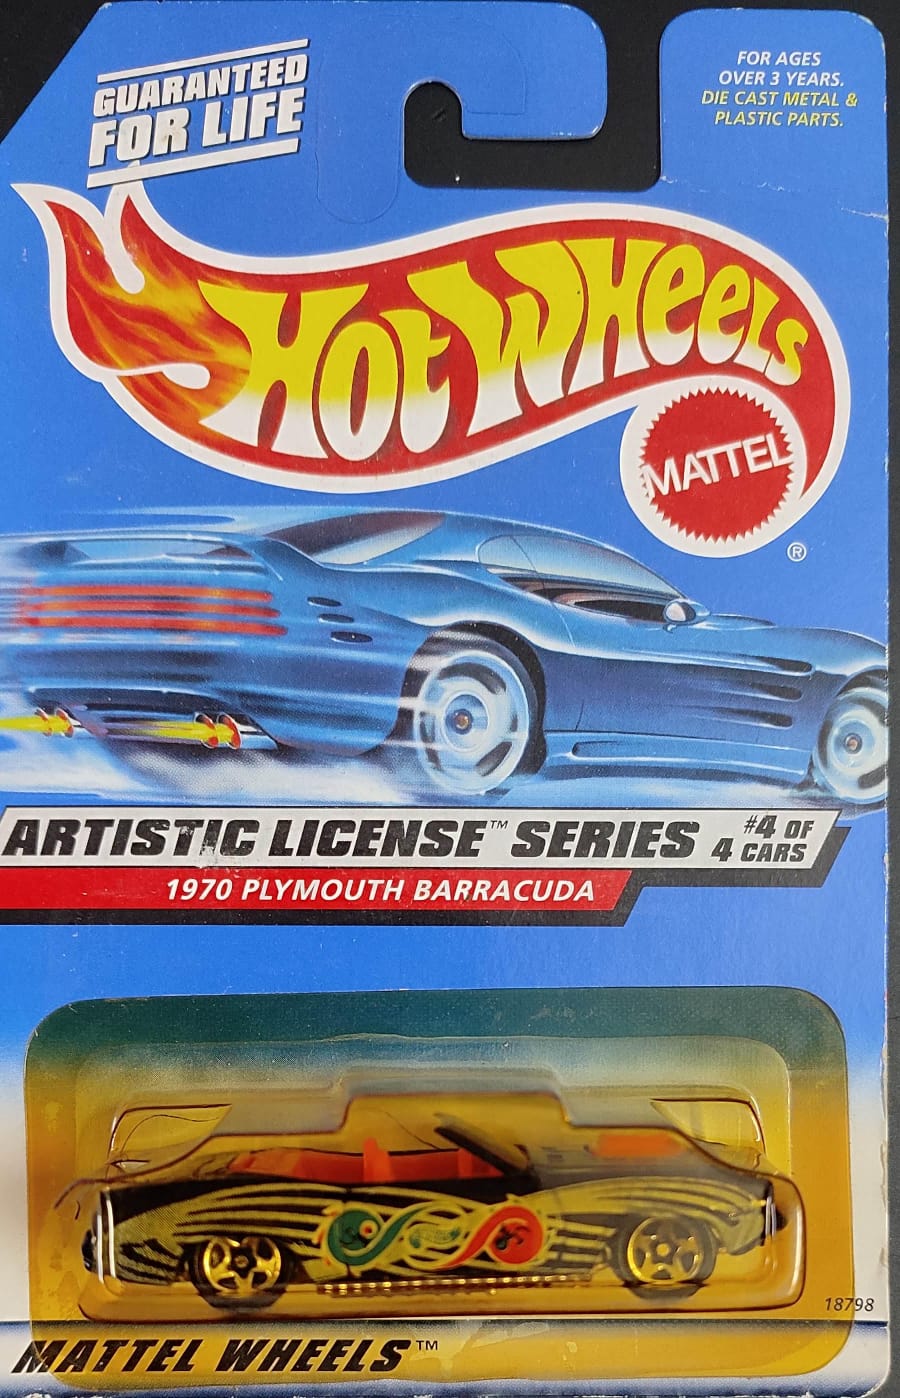 GUARANTEED
FOR LIFE
FOR AGES
OVER 3 YEARS.
DIE CAST METAL &
PLASTIC PARTS.
HOT WHEELS
MATTEL
®
ARTISTIC LICENSE™ SERIES #4 OF
4 CARS
1970 PLYMOUTH BARRACUDA
18798
MATTEL WHEELS™